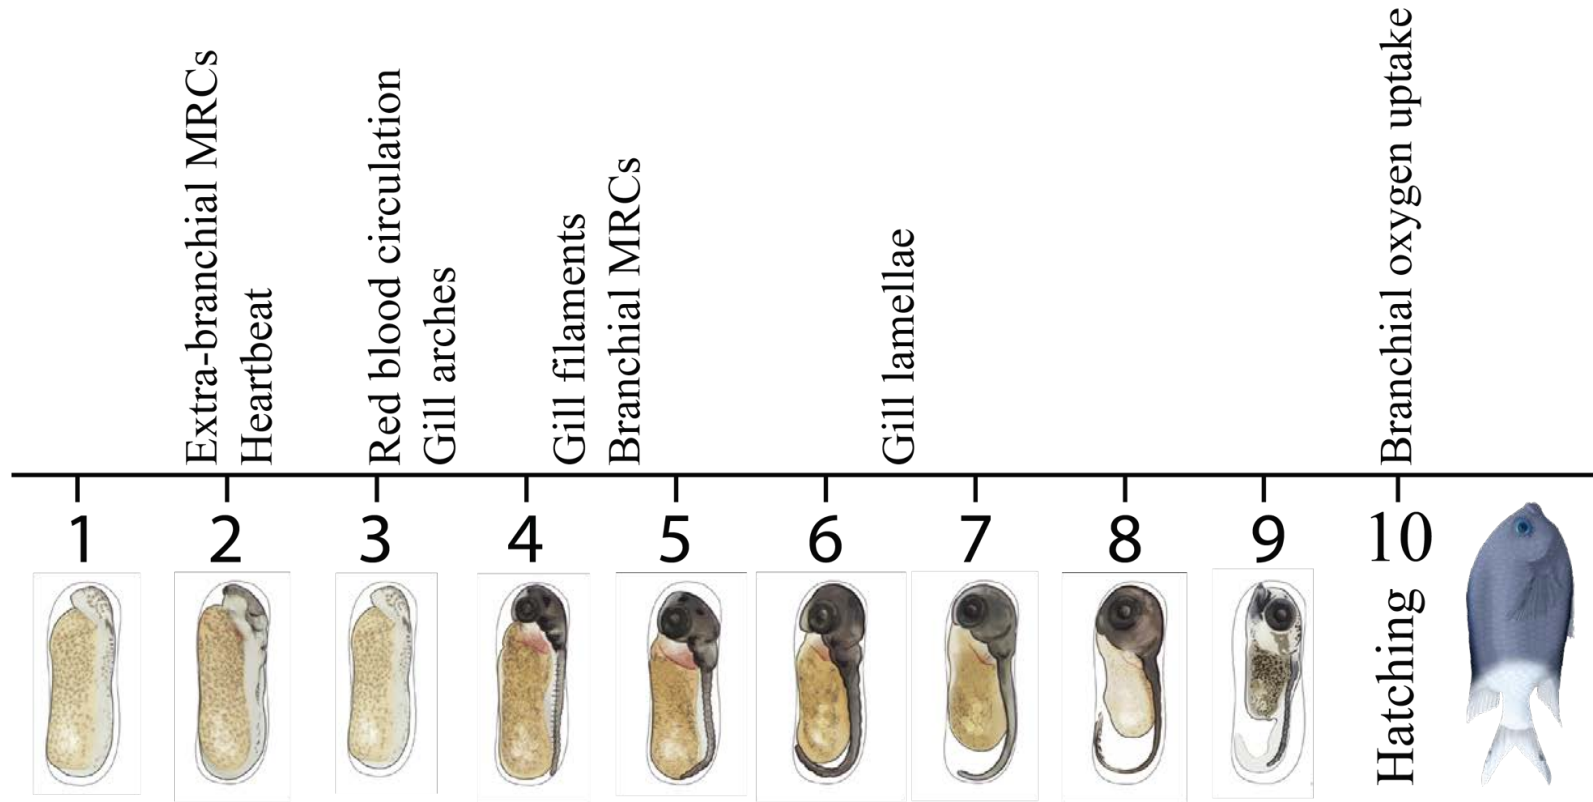 Extra-branchial MRCs
Heartbeat
Red blood circulation
Gill arches
Gill filaments
Branchial MRCs
Gill lamellae
Branchial oxygen uptake
1
2
3
4
5
6
7
8
9
10
Hatching